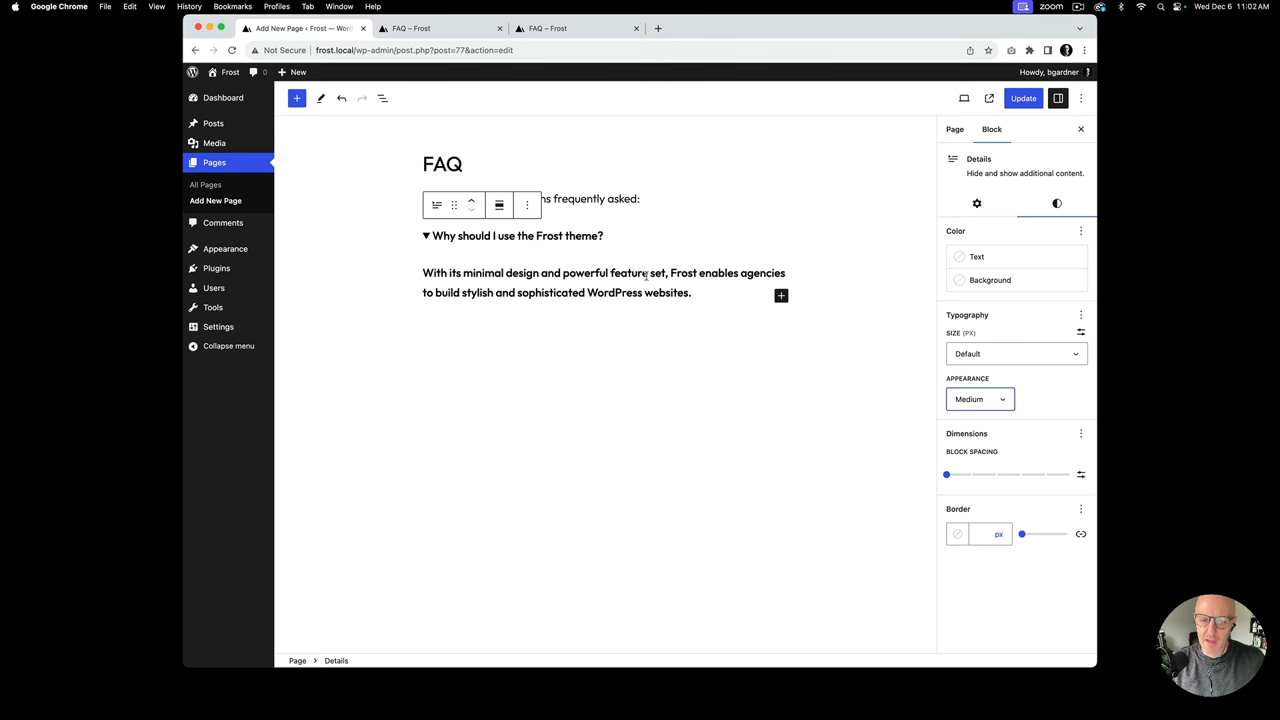 Google Chrome File Edit View History Bookmarks Profiles Tab Window Help zoom Wed Dec 6 11:02 AM
Add New Page ‹ Frost — Wor FAQ – Frost FAQ – Frost
Not Secure frost.local/wp-admin/post.php?post=77&action=edit
Frost 0 New Howdy, bgardner
Dashboard
Posts
Media
Pages
All Pages
Add New Page
Comments
Appearance
Plugins
Users
Tools
Settings
Collapse menu
Update
FAQ
ns frequently asked:
Why should I use the Frost theme?
With its minimal design and powerful feature set, Frost enables agencies
to build stylish and sophisticated WordPress websites.
Page Block
Details
Hide and show additional content.
Color
Text
Background
Typography
SIZE (PX)
Default
APPEARANCE
Medium
Dimensions
BLOCK SPACING
Border
px
Page › Details